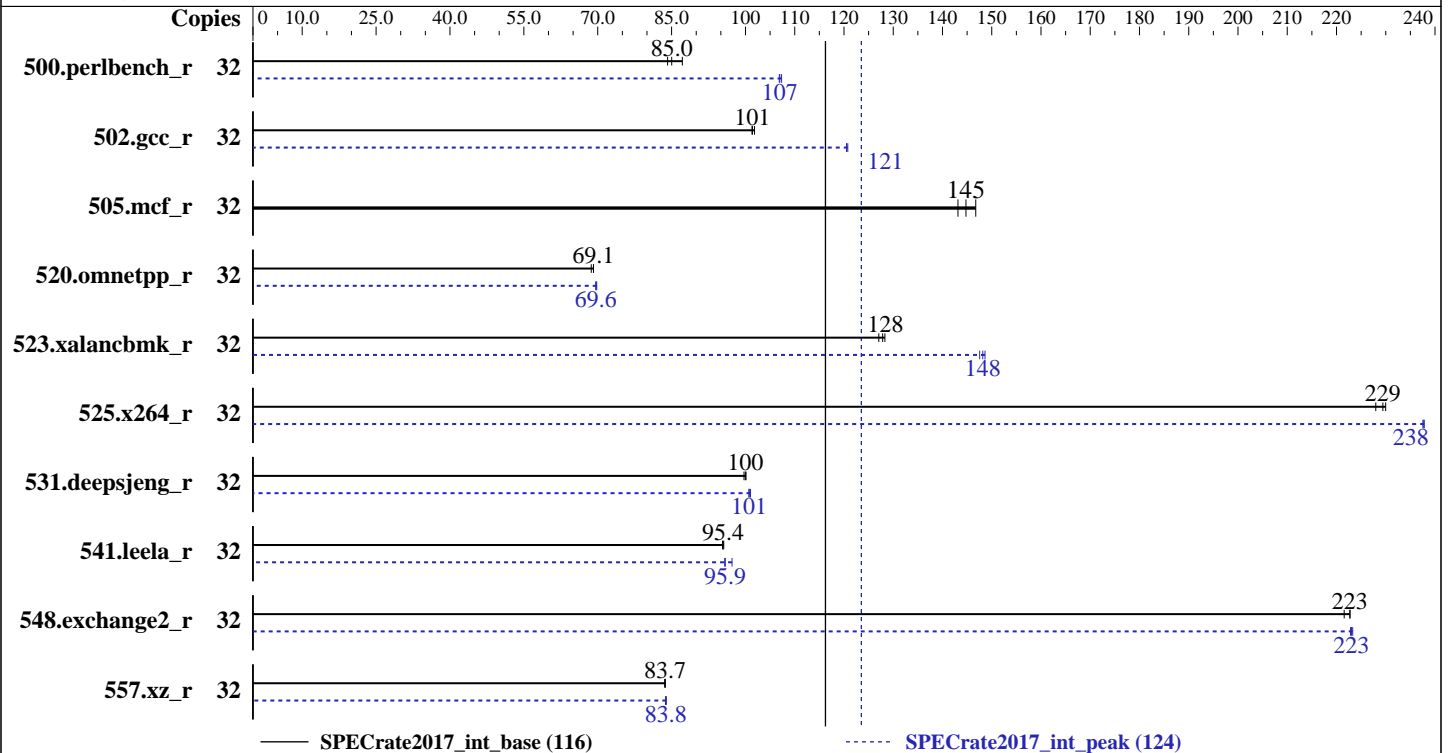 Copies 0 10.0 25.0 40.0 55.0 70.0 85.0 100 110 120 130 140 150 160 170 180 190 200 210 220 240
85.0
500.perlbench_r 32
107
101
502.gcc_r 32
121
145
505.mcf_r 32
69.1
520.omnetpp_r 32
69.6
128
523.xalancbmk_r 32
148
229
525.x264_r 32
238
100
531.deepsjeng_r 32
101
95.4
541.leela_r 32
95.9
223
548.exchange2_r 32
223
83.7
557.xz_r 32
83.8
SPECrate2017_int_base (116) SPECrate2017_int_peak (124)